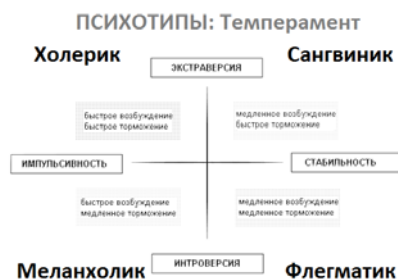 ПСИХОТИПЫ: Темперамент
Холерик
Сангвиник
ЭКСТРАВЕРСИЯ
быстрое возбуждение
быстрое торможение
медленное возбуждение
быстрое торможение
ИМПУЛЬСИВНОСТЬ
СТАБИЛЬНОСТЬ
быстрое возбуждение
медленное торможение
медленное возбуждение
медленное торможение
Меланхолик
ИНТРОВЕРСИЯ
Флегматик